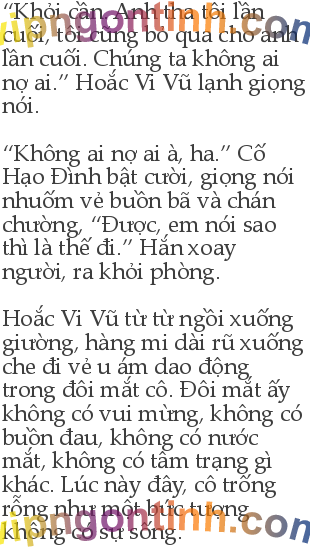 “Khỏi cần. Anh tha tôi lần
cuối, tôi cũng bỏ qua cho anh
lần cuối. Chúng ta không ai
nợ ai.” Hoắc Vi Vũ lạnh giọng
nói.
“Không ai nợ ai à, ha.” Cố
Hạo Đình bật cười, giọng nói
nhuốm vẻ buồn bã và chán
chường, “Được, em nói sao
thì là thế đi.” Hắn xoay
người, ra khỏi phòng.
Hoắc Vi Vũ từ từ ngồi xuống
giường, hàng mi dài rũ xuống
che đi vẻ u ám dao động
trong đôi mắt cô. Đôi mắt ấy
không có vui mừng, không có
buồn đau, không có nước
mắt, không có tâm trạng gì
khác. Lúc này đây, cô trống
rỗng như một bức tượng
không có sự sống.
vipngontinh.com
vipngontinh.com